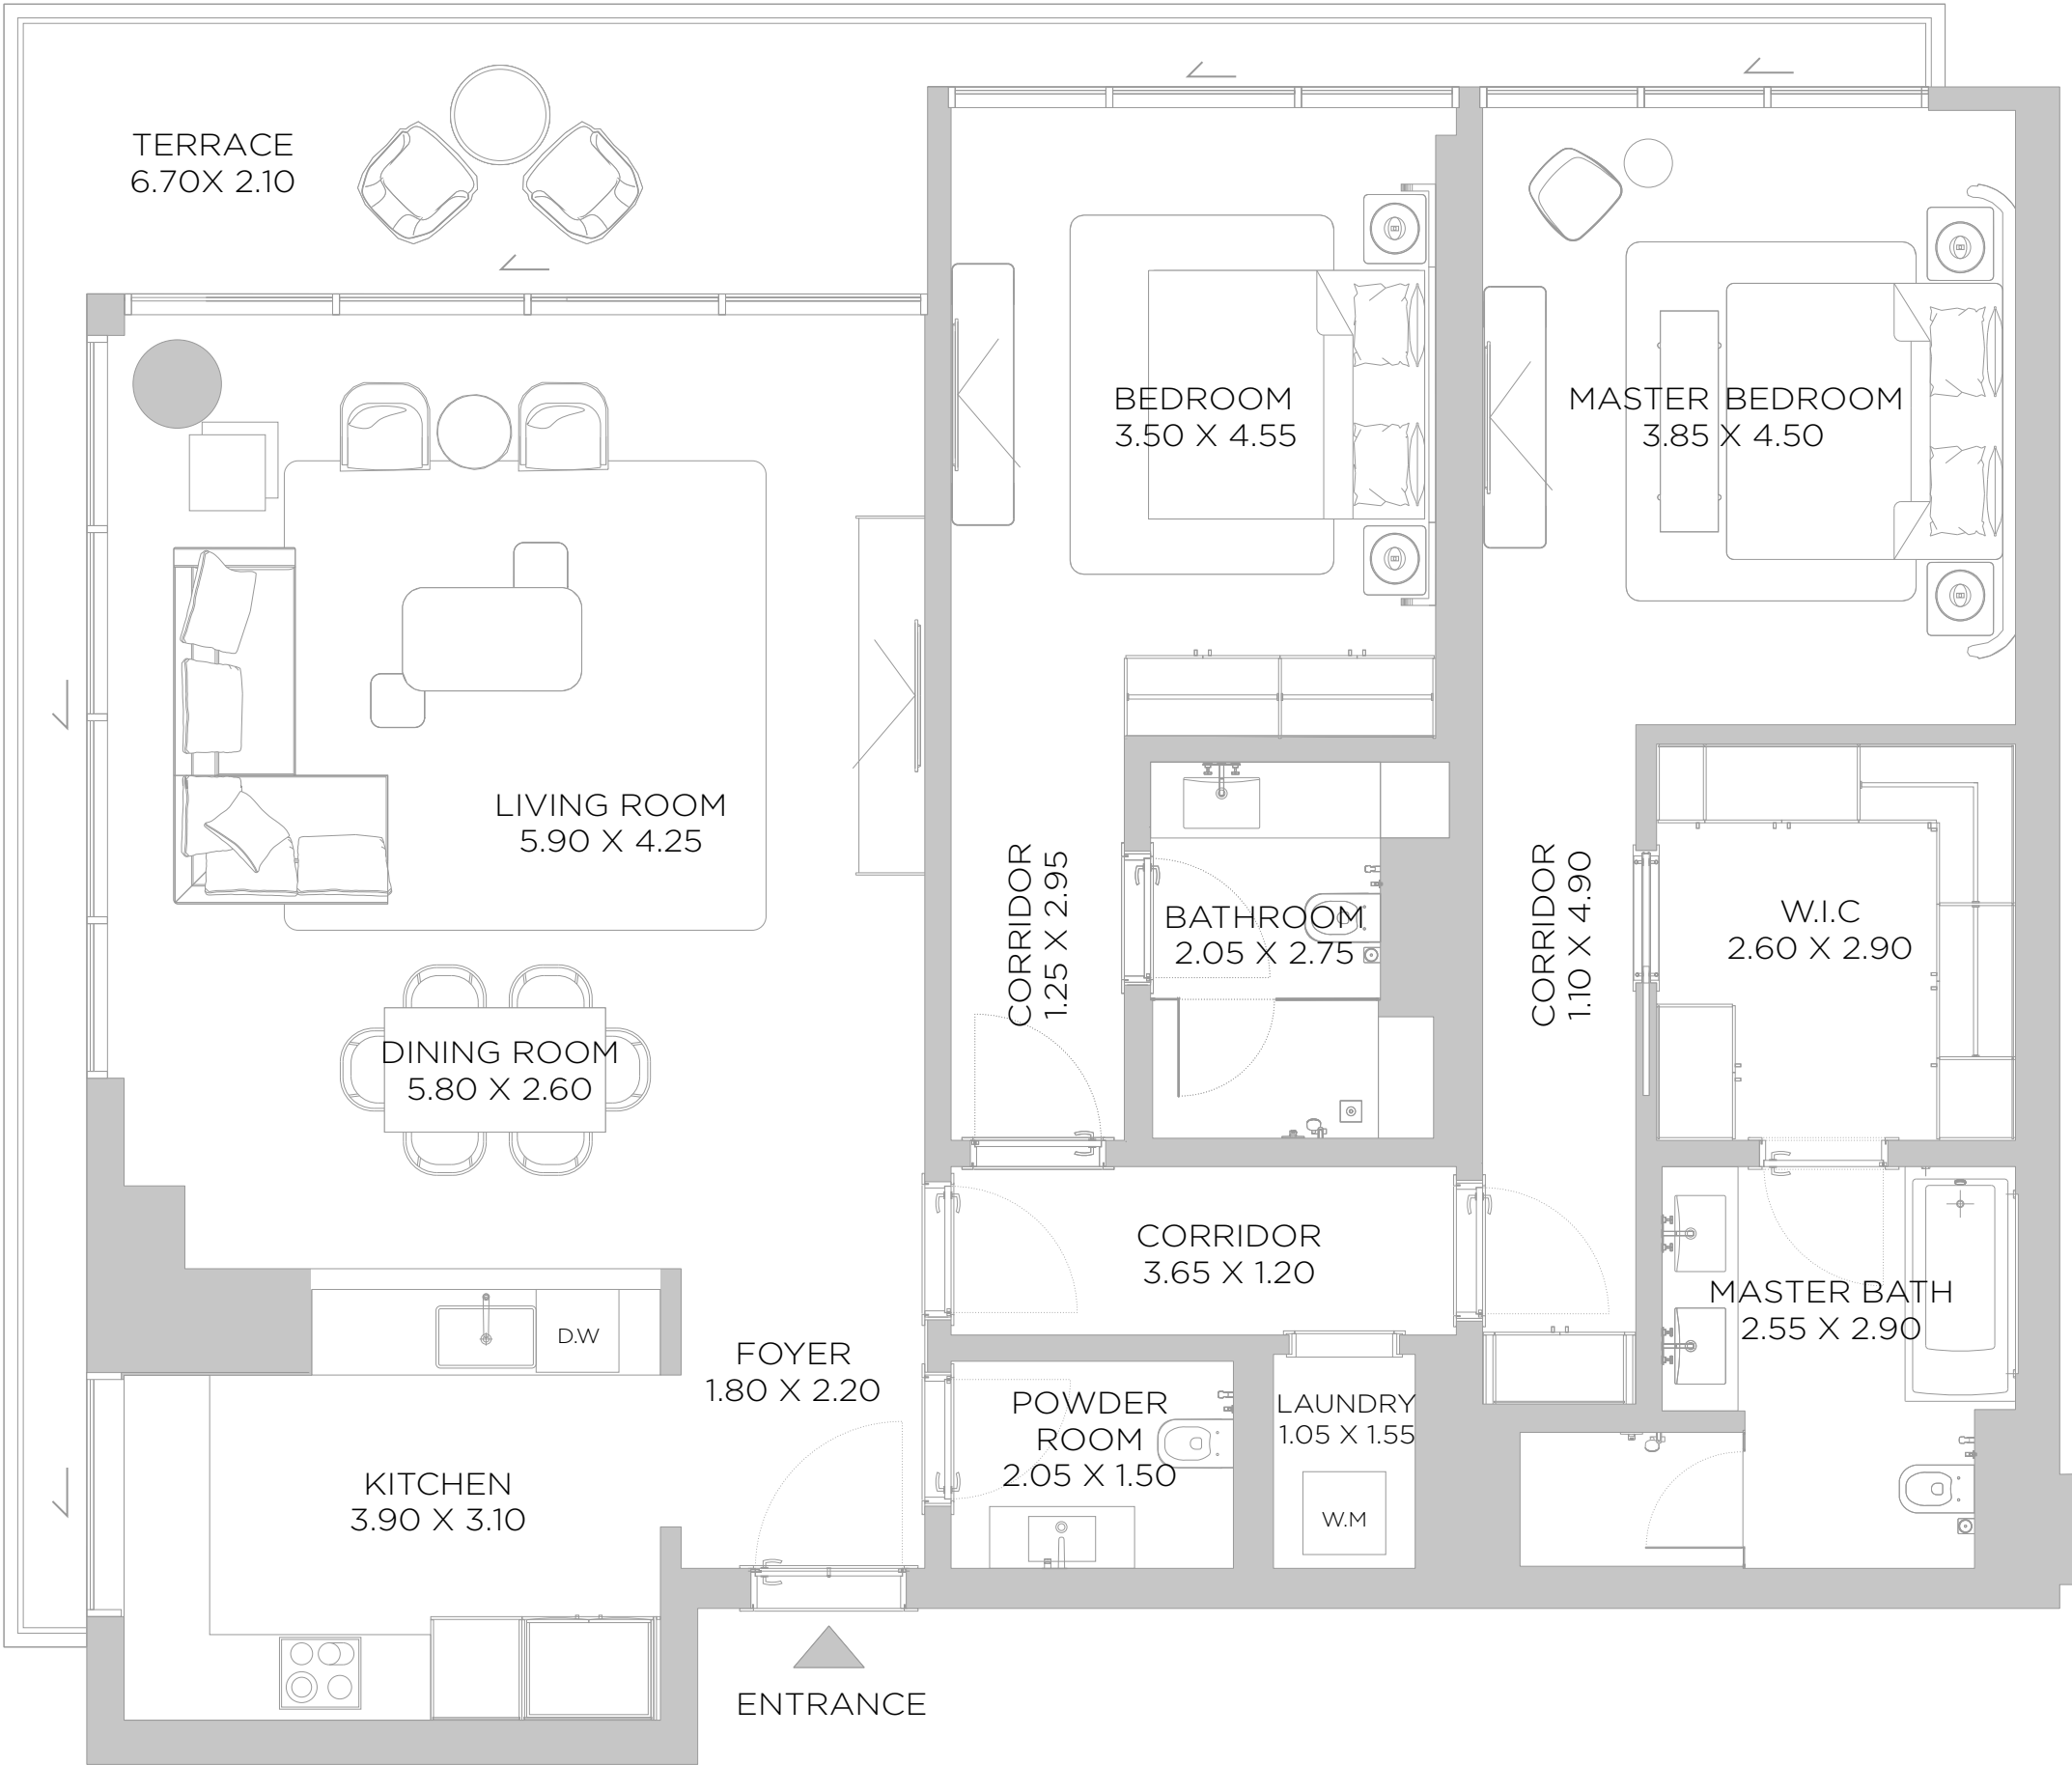 TERRACE
6.70X 2.10
BEDROOM
3.50 X 4.55
MASTER BEDROOM
3.85 X 4.50
LIVING ROOM
5.90 X 4.25
CORRIDOR
1.25 X 2.95
BATHROOM
2.05 X 2.75
CORRIDOR
1.10 X 4.90
W.I.C
2.60 X 2.90
DINING ROOM
5.80 X 2.60
CORRIDOR
3.65 X 1.20
MASTER BATH
2.55 X 2.90
D.W
FOYER
1.80 X 2.20
POWDER
ROOM
2.05 X 1.50
LAUNDRY
1.05 X 1.55
W.M
KITCHEN
3.90 X 3.10
ENTRANCE